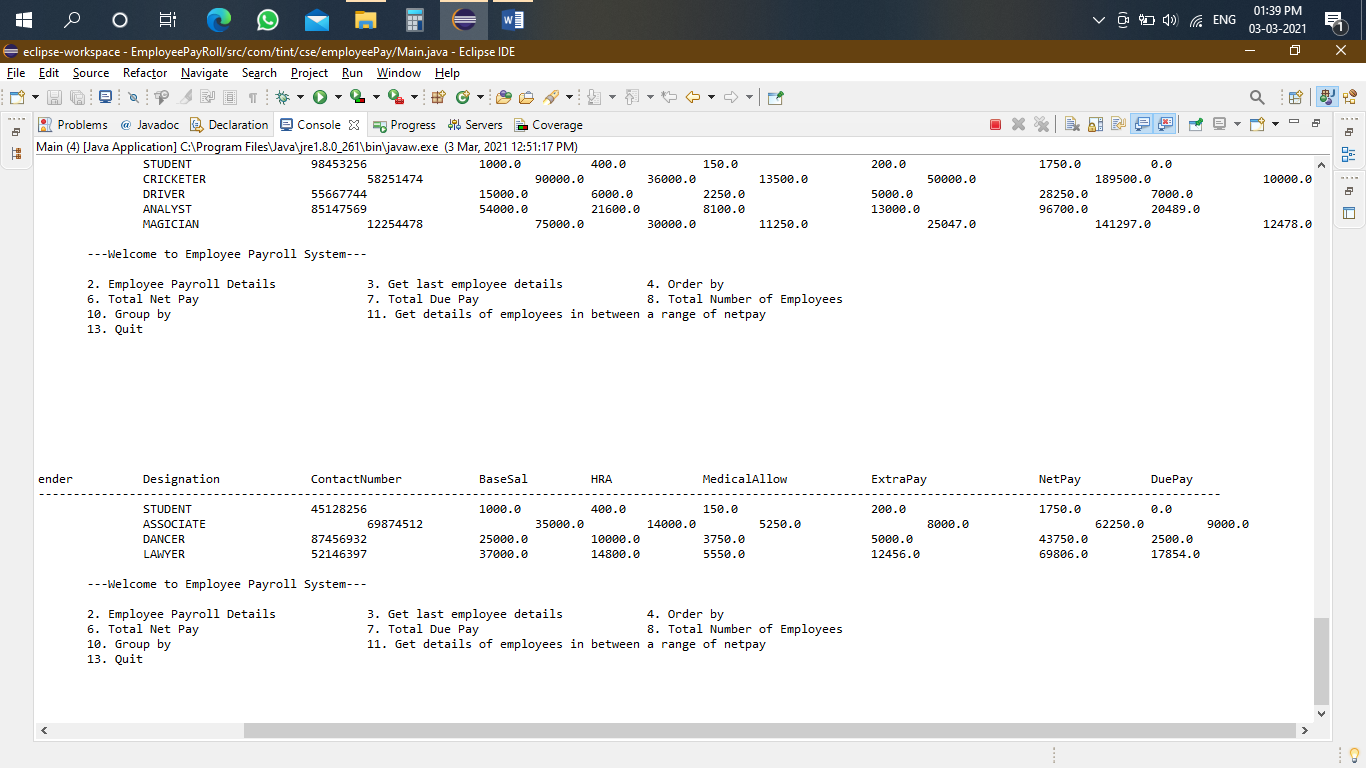 ENG
01:39 PM
03-03-2021
1
eclipse-workspace - EmployeePayRoll/src/com/tint/cse/employeePay/Main.java - Eclipse IDE
File Edit Source Refactor Navigate Search Project Run Window Help
Problems @ Javadoc Declaration Console Progress Servers Coverage
Main (4) [Java Application] C:\Program Files\Java\jre1.8.0_261\bin\javaw.exe (3 Mar, 2021 12:51:17 PM)
STUDENT 98453256 1000.0 400.0 150.0 200.0 1750.0 0.0
CRICKETER 58251474 90000.0 36000.0 13500.0 50000.0 189500.0 10000.0
DRIVER 55667744 15000.0 6000.0 2250.0 5000.0 28250.0 7000.0
ANALYST 85147569 54000.0 21600.0 8100.0 13000.0 96700.0 20489.0
MAGICIAN 12254478 75000.0 30000.0 11250.0 25047.0 141297.0 12478.0
---Welcome to Employee Payroll System---
2. Employee Payroll Details 3. Get last employee details 4. Order by
6. Total Net Pay 7. Total Due Pay 8. Total Number of Employees
10. Group by 11. Get details of employees in between a range of netpay
13. Quit
ender Designation ContactNumber BaseSal HRA MedicalAllow ExtraPay NetPay DuePay
STUDENT 45128256 1000.0 400.0 150.0 200.0 1750.0 0.0
ASSOCIATE 69874512 35000.0 14000.0 5250.0 8000.0 62250.0 9000.0
DANCER 87456932 25000.0 10000.0 3750.0 5000.0 43750.0 2500.0
LAWYER 52146397 37000.0 14800.0 5550.0 12456.0 69806.0 17854.0
---Welcome to Employee Payroll System---
2. Employee Payroll Details 3. Get last employee details 4. Order by
6. Total Net Pay 7. Total Due Pay 8. Total Number of Employees
10. Group by 11. Get details of employees in between a range of netpay
13. Quit